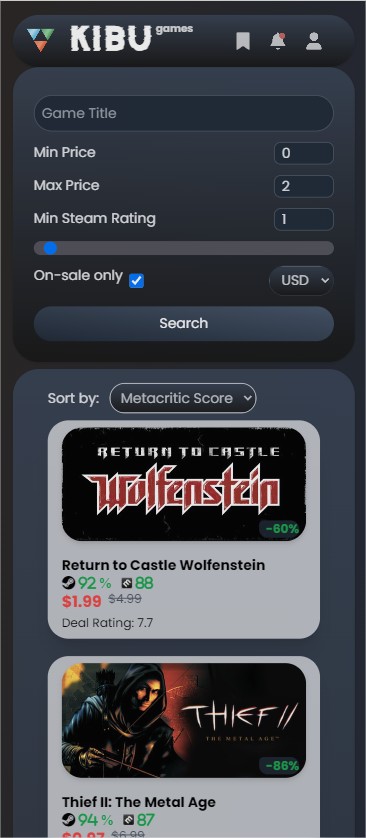 KIBU games
Game Title
Min Price 0
Max Price 2
Min Steam Rating 1
On-sale only USD
Search
Sort by: Metacritic Score
RETURN TO CASTLE
Wolfenstein
-60%
Return to Castle Wolfenstein
92 % 88
$1.99 $4.99
Deal Rating: 7.7
THIEF II
THE METAL AGE
-86%
Thief II: The Metal Age
94 % 87
$6.99